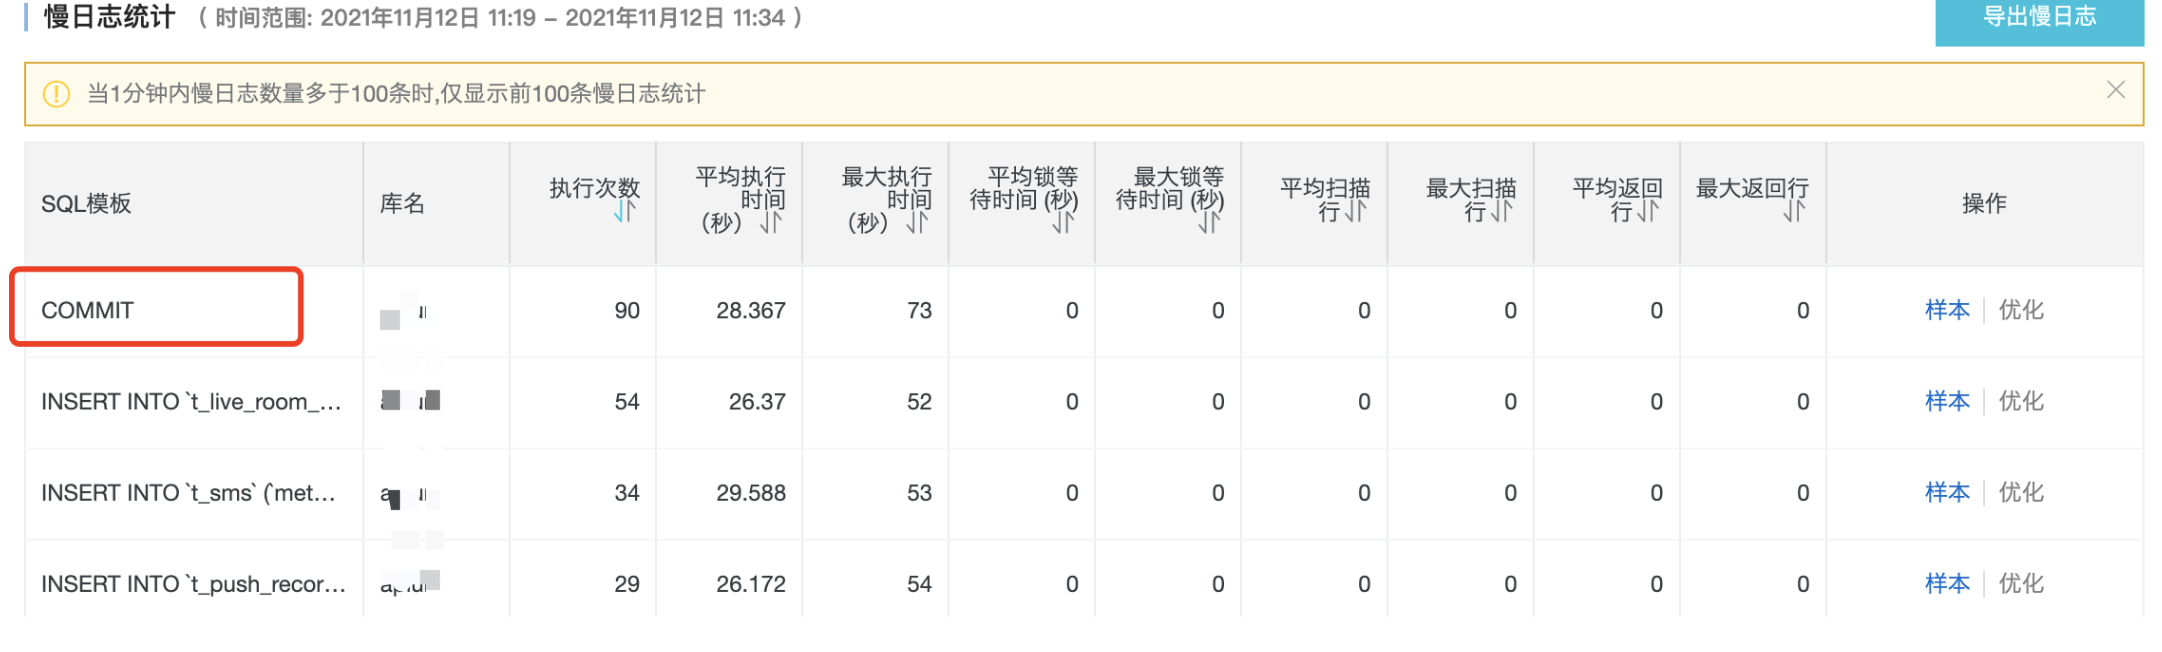 慢日志统计 （ 时间范围: 2021年11月12日 11:19 – 2021年11月12日 11:34 ）
导出慢日志
当1分钟内慢日志数量多于100条时,仅显示前100条慢日志统计
SQL模板 库名 执行次数 平均执行时间（秒） 最大执行时间（秒） 平均锁等待时间 (秒) 最大锁等待时间 (秒) 平均扫描行 最大扫描行 平均返回行 最大返回行 操作
COMMIT 90 28.367 73 0 0 0 0 0 0 样本 优化
INSERT INTO `t_live_room_... 54 26.37 52 0 0 0 0 0 0 样本 优化
INSERT INTO `t_sms` (`met... 34 29.588 53 0 0 0 0 0 0 样本 优化
INSERT INTO `t_push_recor... 29 26.172 54 0 0 0 0 0 0 样本 优化